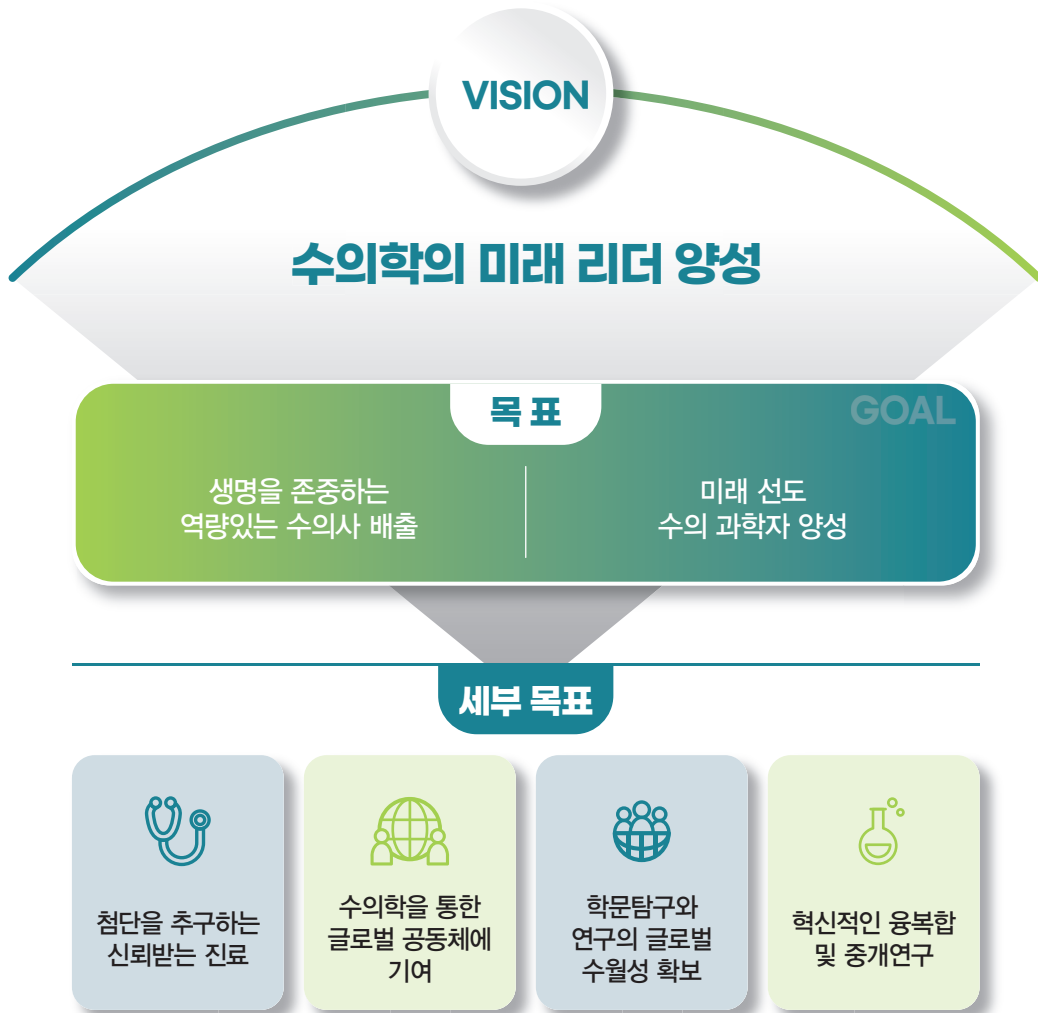 VISION
수의학의 미래 리더 양성
목 표
GOAL
생명을 존중하는
역량있는 수의사 배출
미래 선도
수의 과학자 양성
세부 목표
첨단을 추구하는
신뢰받는 진료
수의학을 통한
글로벌 공동체에
기여
학문탐구와
연구의 글로벌
수월성 확보
혁신적인 융복합
및 중개연구